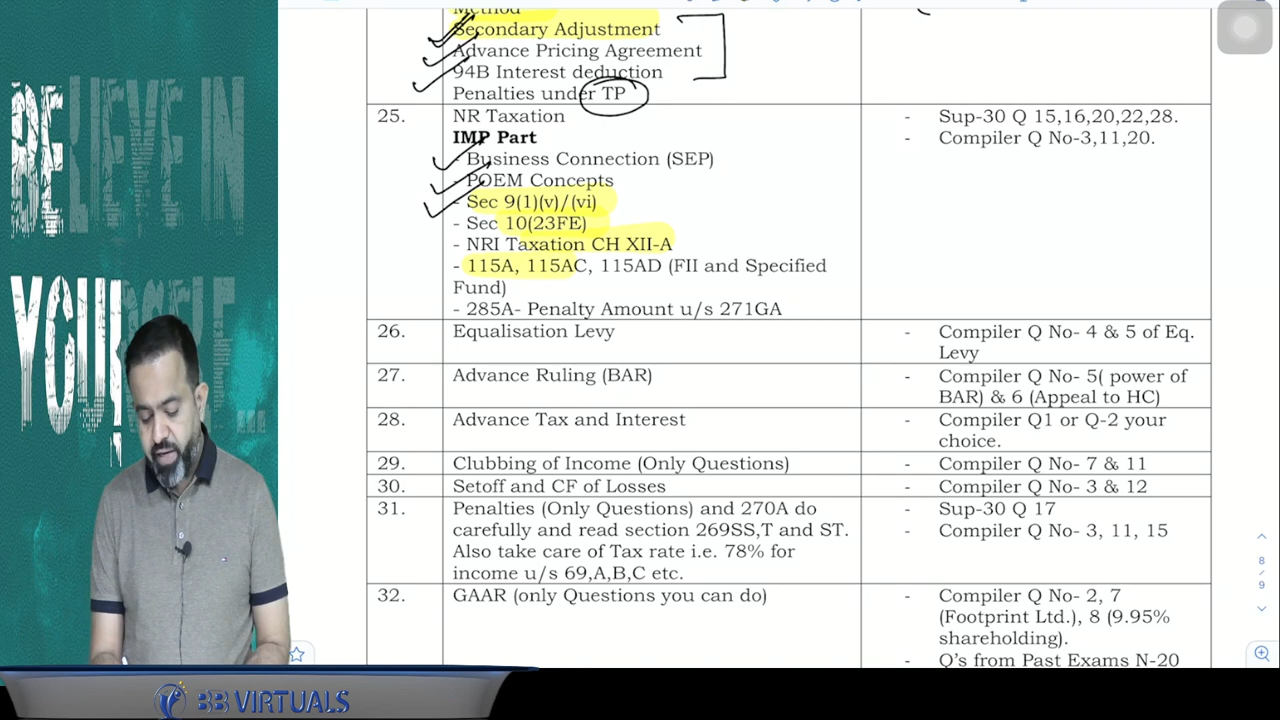 Method
Secondary Adjustment
Advance Pricing Agreement
94B Interest deduction
Penalties under TP
25. NR Taxation - Sup-30 Q 15,16,20,22,28.
IMP Part - Compiler Q No-3,11,20.
- Business Connection (SEP)
- POEM Concepts
- Sec 9(1)(v)/(vi)
- Sec 10(23FE)
- NRI Taxation CH XII-A
- 115A, 115AC, 115AD (FII and Specified
Fund)
- 285A- Penalty Amount u/s 271GA
26. Equalisation Levy - Compiler Q No- 4 & 5 of Eq.
Levy
27. Advance Ruling (BAR) - Compiler Q No- 5( power of
BAR) & 6 (Appeal to HC)
28. Advance Tax and Interest - Compiler Q1 or Q-2 your
choice.
29. Clubbing of Income (Only Questions) - Compiler Q No- 7 & 11
30. Setoff and CF of Losses - Compiler Q No- 3 & 12
31. Penalties (Only Questions) and 270A do - Sup-30 Q 17
carefully and read section 269SS,T and ST. - Compiler Q No- 3, 11, 15
Also take care of Tax rate i.e. 78% for
income u/s 69,A,B,C etc.
32. GAAR (only Questions you can do) - Compiler Q No- 2, 7
(Footprint Ltd.), 8 (9.95%
shareholding).
- Q's from Past Exams N-20
8
/
9
BELIEVE IN
BB VIRTUALS